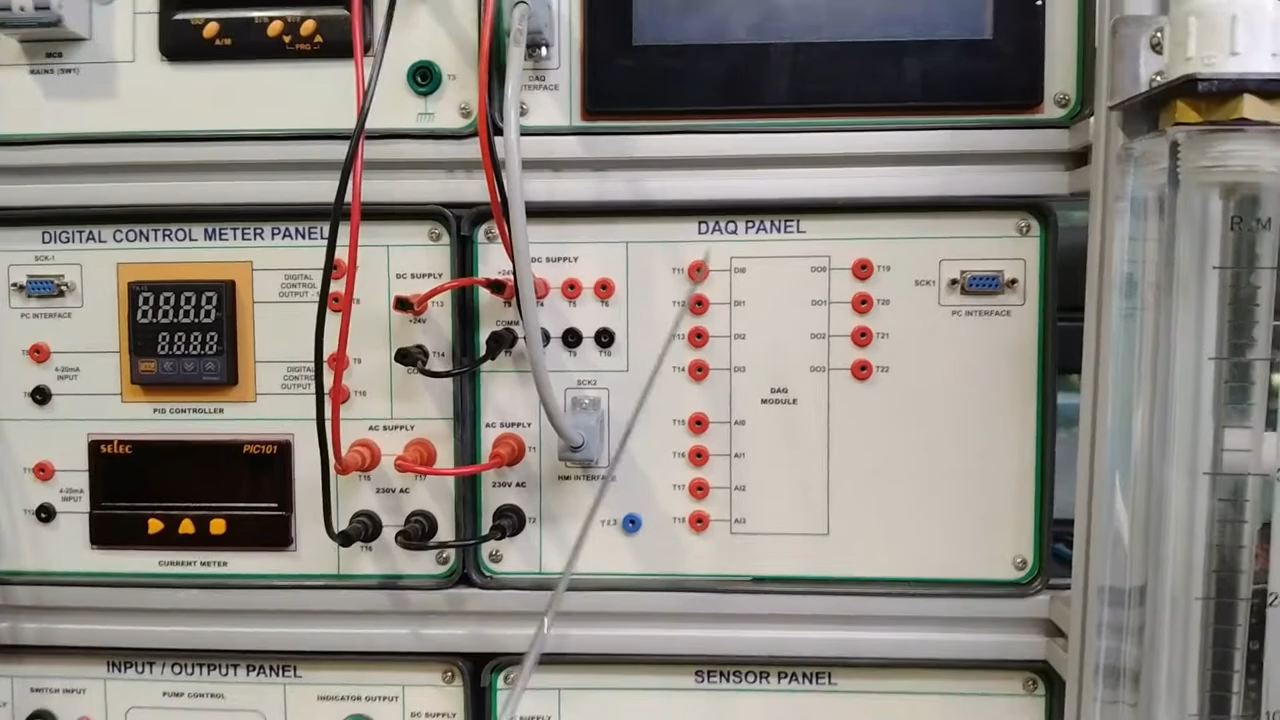 A/M
PRG
MCB
MAINS (SW1)
T3
DAQ
INTERFACE
DIGITAL CONTROL METER PANEL
SCK-1
PC INTERFACE
8.8.8.8
8.8.8.8
PID CONTROLLER
DIGITAL
CONTROL
OUTPUT - 1
T8
4-20mA
INPUT
DIGITAL
CONTROL
OUTPUT
T9
T10
DC SUPPLY
T13
+24V
T14
AC SUPPLY
T15
T17
230V AC
T16
SELEC
PIC101
4-20mA
INPUT
CURRENT METER
DAQ PANEL
DC SUPPLY
+24V
T3
T4
T5
T6
COMM
T7
T9
T10
SCK2
HMI INTERFACE
AC SUPPLY
T1
230V AC
T2
T23
T11
DI0
T12
DI1
T13
DI2
T14
DI3
T15
AI0
T16
AI1
T17
AI2
T18
AI3
DAQ
MODULE
DO0
T19
DO1
T20
DO2
T21
DO3
T22
SCK1
PC INTERFACE
R.M
INPUT / OUTPUT PANEL
SWITCH INPUT
PUMP CONTROL
INDICATOR OUTPUT
DC SUPPLY
SENSOR PANEL
SUPPLY